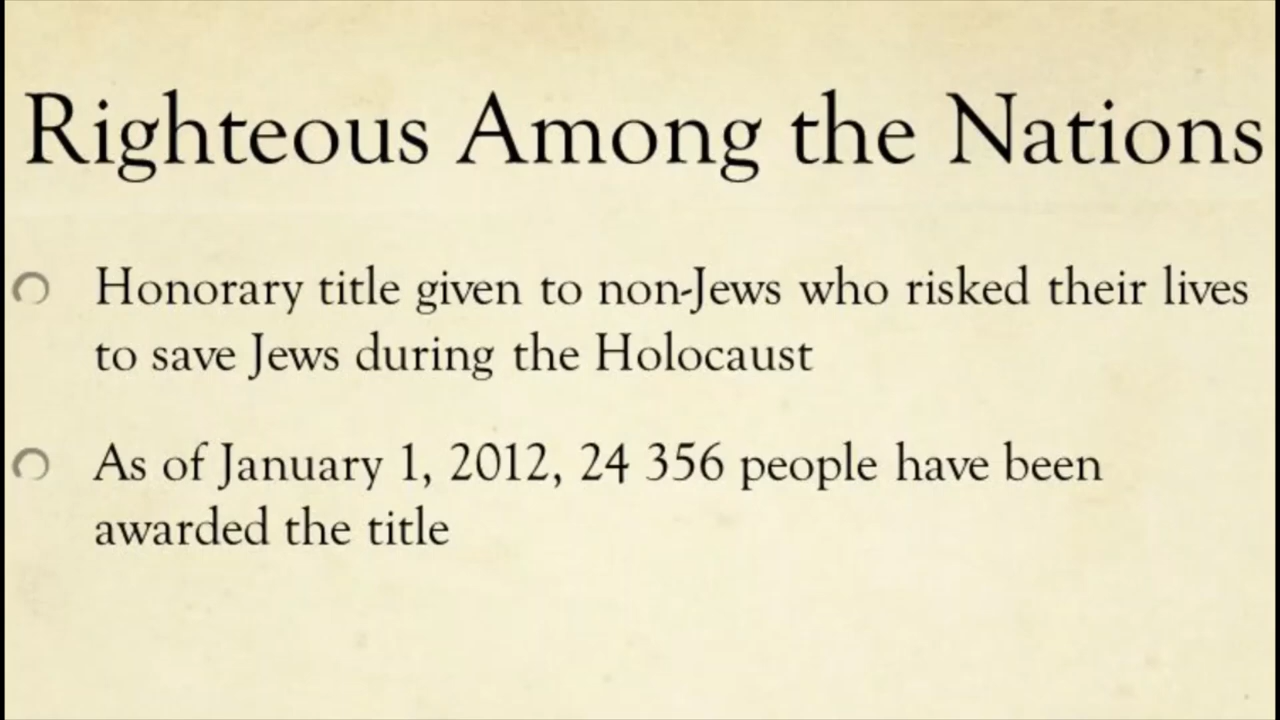 Righteous Among the Nations
Honorary title given to non-Jews who risked their lives
to save Jews during the Holocaust
As of January 1, 2012, 24 356 people have been
awarded the title